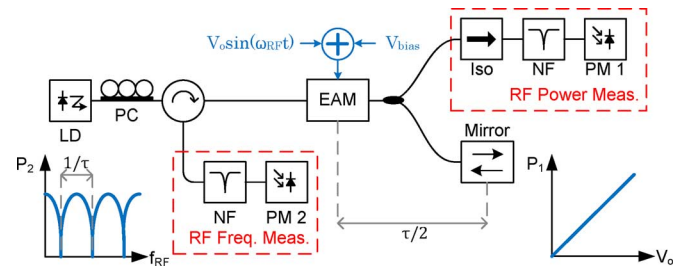 Vₒsin(ωRFt)
Vbias
LD
PC
EAM
Iso
NF
PM 1
RF Power Meas.
Mirror
P₂
1/τ
fRF
NF
PM 2
RF Freq. Meas.
τ/2
P₁
Vₒ